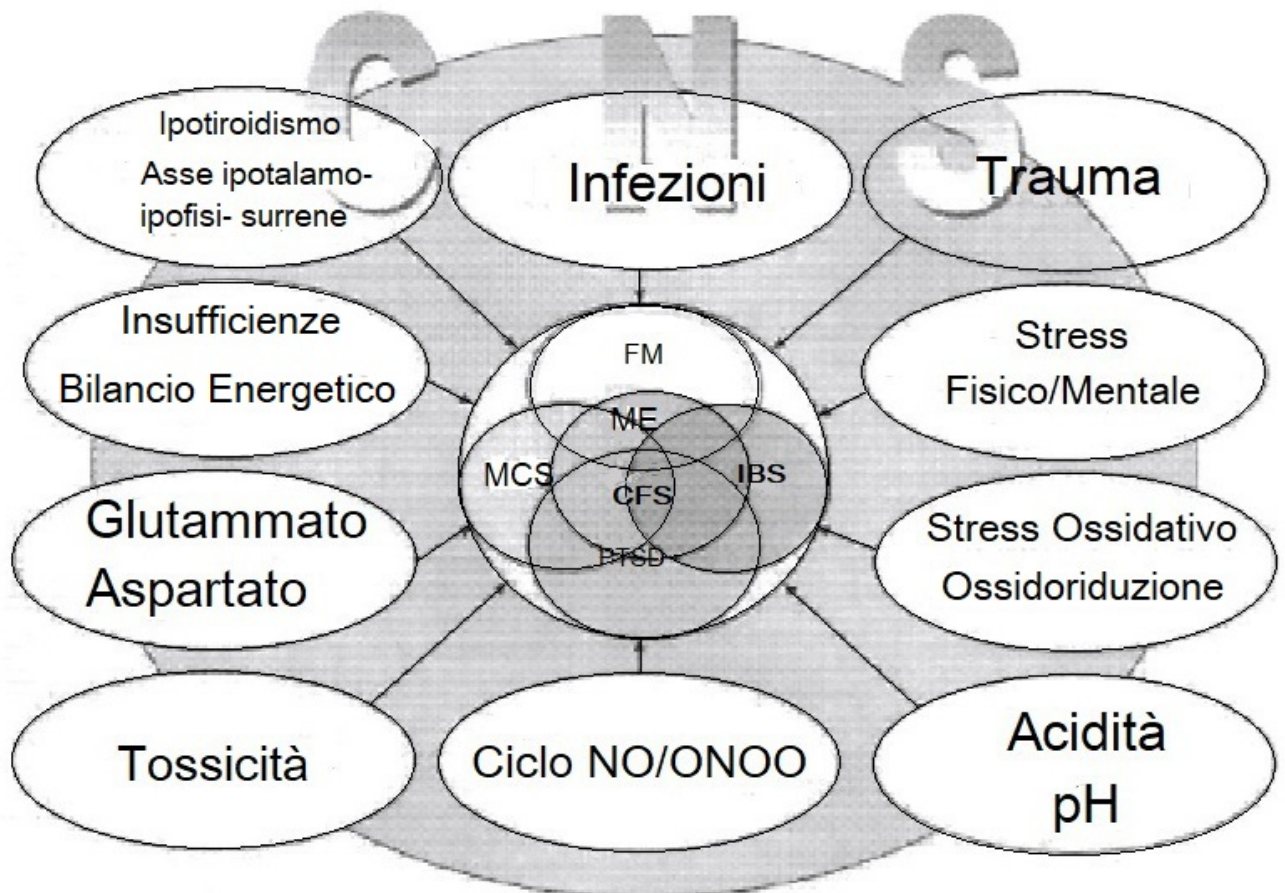 C N S
Ipotiroidismo
Asse ipotalamo-
ipofisi- surrene
Infezioni
Trauma
Insufficienze
Bilancio Energetico
Stress
Fisico/Mentale
FM
ME
MCS
CFS
IBS
PTSD
Glutammato
Aspartato
Stress Ossidativo
Ossidoriduzione
Tossicità
Ciclo NO/ONOO
Acidità
pH